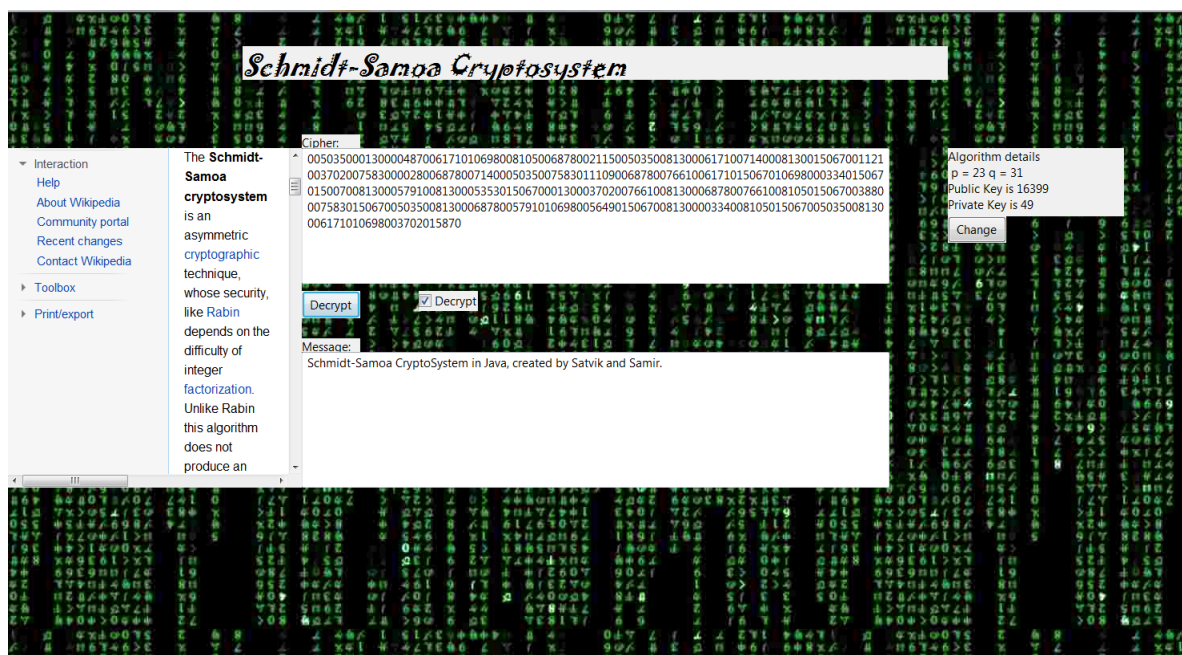 Schmidt-Samoa Cryptosystem
Interaction
Help
About Wikipedia
Community portal
Recent changes
Contact Wikipedia
Toolbox
Print/export
The Schmidt-
Samoa
cryptosystem
is an
asymmetric
cryptographic
technique,
whose security,
like Rabin
depends on the
difficulty of
integer
factorization.
Unlike Rabin
this algorithm
does not
produce an
Cipher:
005035000130000487006171010698008105006878002115005035008130006171007140008130015067001121
003702007583000028006878007140005035007583011109006878007661006171015067010698000334015067
015007008130005791008130005353015067000130003702007661008130006878007661008105015067003880
007583015067005035008130006878005791010698005649015067008130000334008105015067005035008130
006171010698003702015870
Decrypt
Decrypt
Message:
Schmidt-Samoa CryptoSystem in Java, created by Satvik and Samir.
Algorithm details
p = 23 q = 31
Public Key is 16399
Private Key is 49
Change